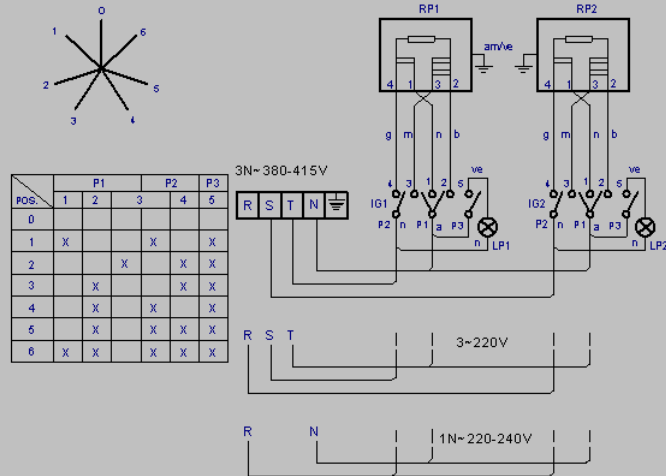 0
1
6
2
5
3
4
RP1
RP2
am/ve
4 1 3 2
4 1 3 2
g m n b
g m n b
3N~380-415V
R S T N
ve
4 3 1 2 5
IG1
P2 n P1 a P3 n LP1
ve
4 3 1 2 5
IG2
P2 n P1 a P3 n LP2
POS. P1 P2 P3
1 2 3 4 5
0
1 X X X
2 X X X
3 X X X
4 X X X
5 X X X X
6 X X X X X
R S T
3~220V
R N
1N~220-240V